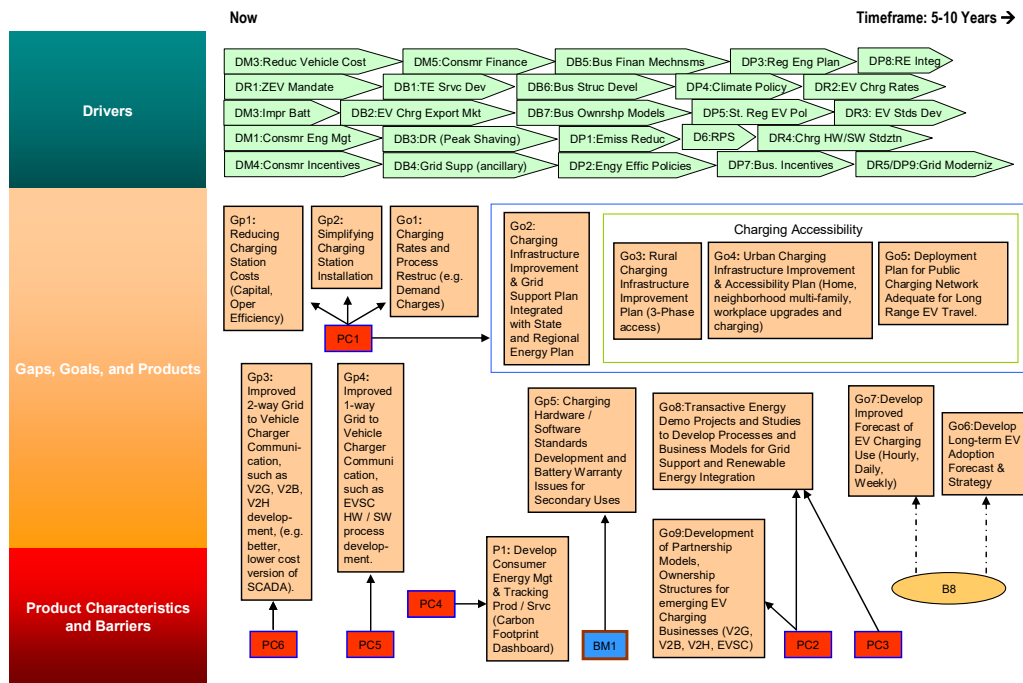 Now
Timeframe: 5-10 Years →
Drivers
DM3:Reduc Vehicle Cost
DM5:Consmr Finance
DB5:Bus Finan Mechnsms
DP3:Reg Eng Plan
DP8:RE Integ
DR1:ZEV Mandate
DB1:TE Srvc Dev
DB6:Bus Struc Devel
DP4:Climate Policy
DR2:EV Chrg Rates
DM3:Impr Batt
DB2:EV Chrg Export Mkt
DB7:Bus Ownrshp Models
DP5:St. Reg EV Pol
DR3: EV Stds Dev
DM1:Consmr Eng Mgt
DB3:DR (Peak Shaving)
DP1:Emiss Reduc
D6:RPS
DR4:Chrg HW/SW Stdztn
DM4:Consmr Incentives
DB4:Grid Supp (ancillary)
DP2:Engy Effic Policies
DP7:Bus. Incentives
DR5/DP9:Grid Moderniz
Gaps, Goals, and Products
Gp1:
Reducing
Charging
Station
Costs
(Capital,
Oper
Efficiency)
Gp2:
Simplifying
Charging
Station
Installation
Go1:
Charging
Rates and
Process
Restruc (e.g.
Demand
Charges)
PC1
Go2:
Charging
Infrastructure
Improvement
& Grid
Support Plan
Integrated
with State
and Regional
Energy Plan
Charging Accessibility
Go3: Rural
Charging
Infrastructure
Improvement
Plan (3-Phase
access)
Go4: Urban Charging
Infrastructure Improvement
& Accessibility Plan (Home,
neighborhood multi-family,
workplace upgrades and
charging)
Go5: Deployment
Plan for Public
Charging Network
Adequate for Long
Range EV Travel.
Gp3:
Improved
2-way Grid
to Vehicle
Charger
Communi-
cation,
such as
V2G, V2B,
V2H
develop-
ment, (e.g.
better,
lower cost
version of
SCADA).
Gp4:
Improved
1-way
Grid to
Vehicle
Charger
Commun
ication,
such as
EVSC
HW / SW
process
develop-
ment.
Gp5: Charging
Hardware /
Software
Standards
Development and
Battery Warranty
Issues for
Secondary Uses
Go8:Transactive Energy
Demo Projects and Studies
to Develop Processes and
Business Models for Grid
Support and Renewable
Energy Integration
Go7:Develop
Improved
Forecast of
EV Charging
Use (Hourly,
Daily,
Weekly)
Go6:Develop
Long-term EV
Adoption
Forecast &
Strategy
Product Characteristics
and Barriers
PC6
PC5
PC4
P1: Develop
Consumer
Energy Mgt
& Tracking
Prod / Srvc
(Carbon
Footprint
Dashboard)
BM1
Go9:Development
of Partnership
Models,
Ownership
Structures for
emerging EV
Charging
Businesses (V2G,
V2B, V2H, EVSC)
PC2
PC3
B8